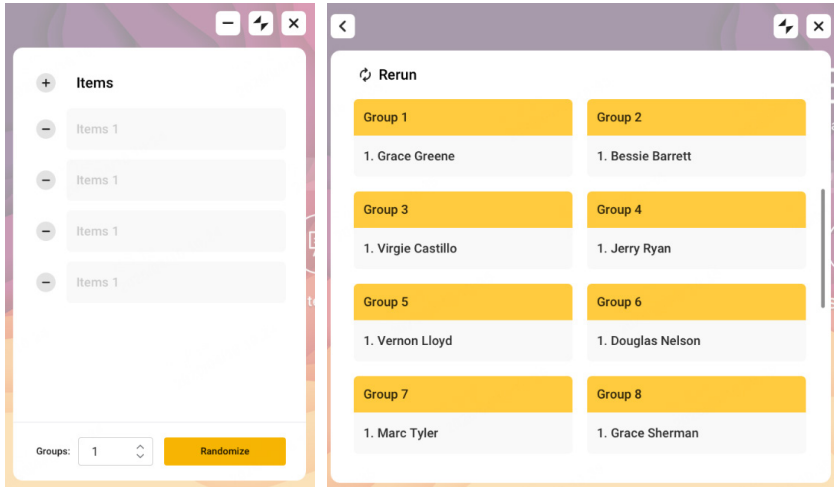 Items
Items 1
Items 1
Items 1
Items 1
Groups: 1 Randomize
Rerun
Group 1
1. Grace Greene
Group 2
1. Bessie Barrett
Group 3
1. Virgie Castillo
Group 4
1. Jerry Ryan
Group 5
1. Vernon Lloyd
Group 6
1. Douglas Nelson
Group 7
1. Marc Tyler
Group 8
1. Grace Sherman